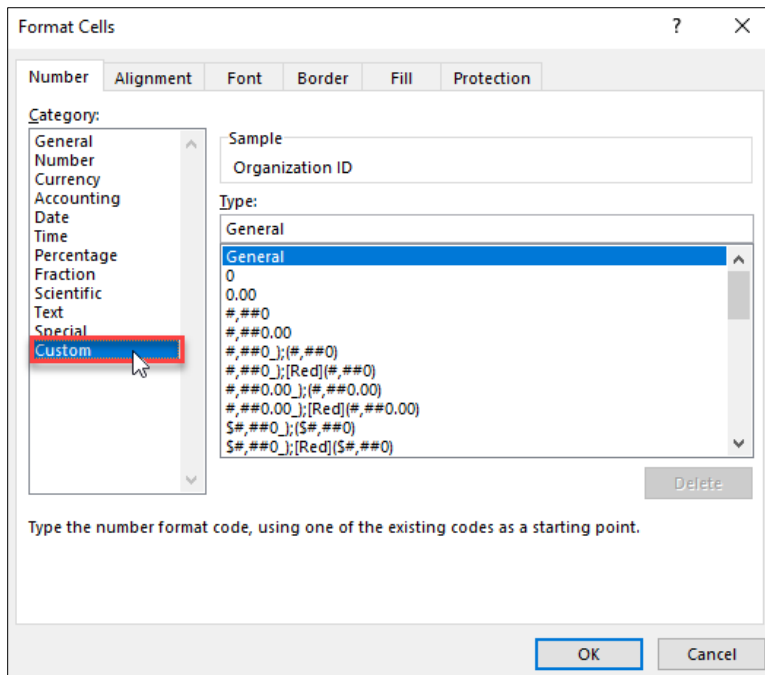 Format Cells ?
Number Alignment Font Border Fill Protection
Category:
General
Number
Currency
Accounting
Date
Time
Percentage
Fraction
Scientific
Text
Special
Custom
Sample
Organization ID
Type:
General
General
0
0.00
#,##0
#,##0.00
#,##0_);(#,##0)
#,##0_);[Red](#,##0)
#,##0.00_);(#,##0.00)
#,##0.00_);[Red](#,##0.00)
$#,##0_);($#,##0)
$#,##0_);[Red]($#,##0)
Delete
Type the number format code, using one of the existing codes as a starting point.
OK Cancel